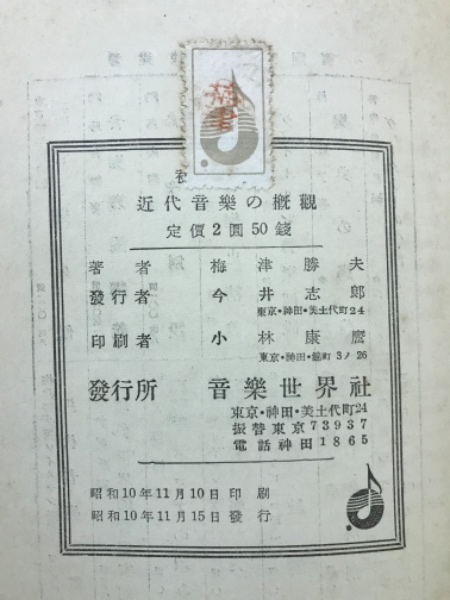 近代音樂の概觀
定價2圓50錢
著者 梅津勝夫
發行者 今井志郎
東京・神田・美土代町24
印刷者 小林康麿
東京・神田・錦町 3ノ26
發行所 音樂世界社
東京・神田・美土代町24
振替東京73937
電話神田1865
昭和10年11月10日 印刷
昭和10年11月15日 發行